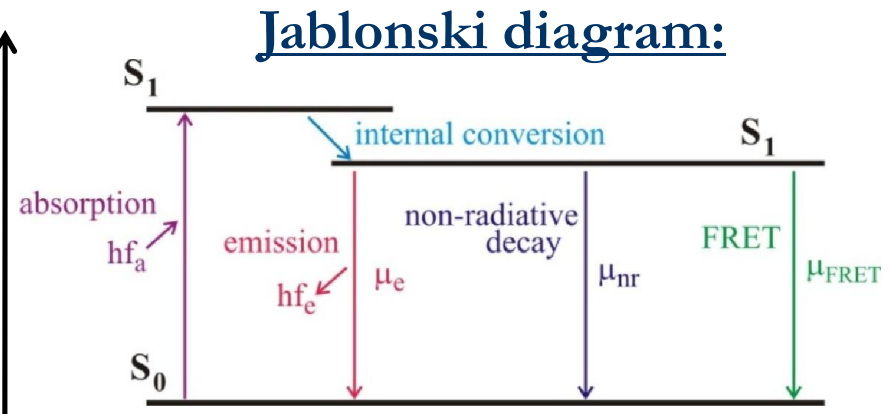 Jablonski diagram:
S₁
internal conversion
S₁
absorption
hfₐ
emission
hfₑ
μₑ
non-radiative
decay
μnr
FRET
μFRET
S₀